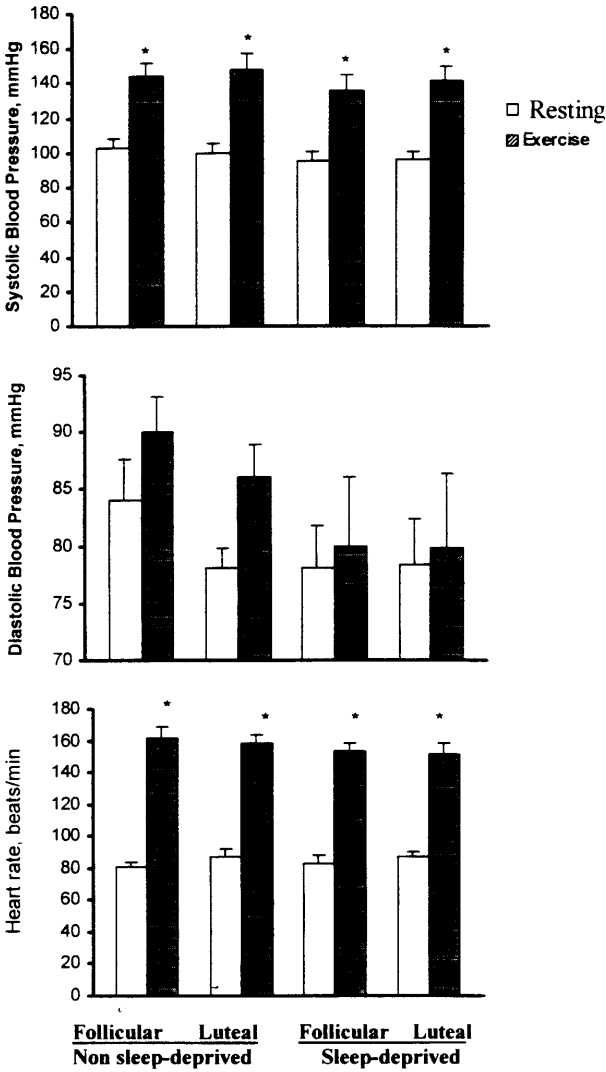 Systolic Blood Pressure, mmHg
180
160
140
120
100
80
60
40
20
0
* * * *
Resting
Exercise
Diastolic Blood Pressure, mmHg
95
90
85
80
75
70
Heart rate, beats/min
180
160
140
120
100
80
60
40
20
0
* * * *
Follicular Luteal Follicular Luteal
Non sleep-deprived Sleep-deprived